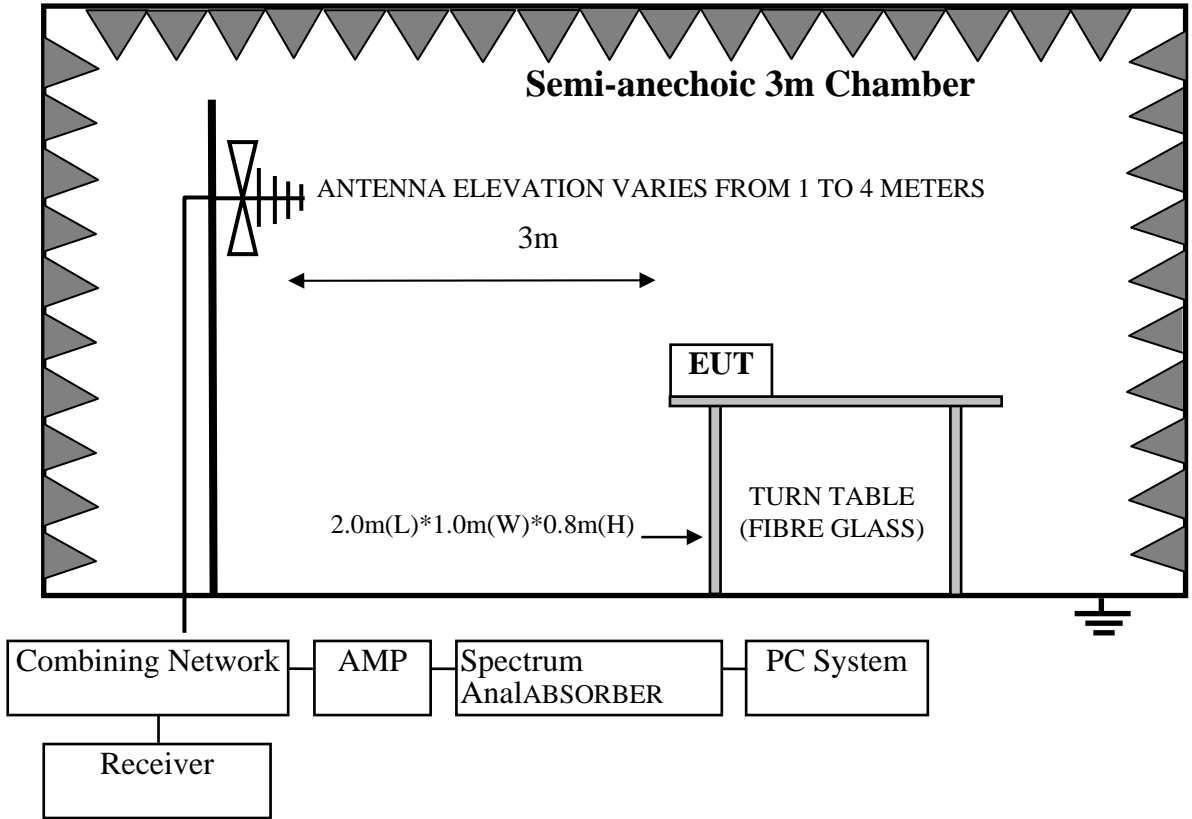 Semi-anechoic 3m Chamber
ANTENNA ELEVATION VARIES FROM 1 TO 4 METERS
3m
EUT
2.0m(L)*1.0m(W)*0.8m(H)
TURN TABLE
(FIBRE GLASS)
Combining Network
AMP
Spectrum
AnalABSORBER
PC System
Receiver